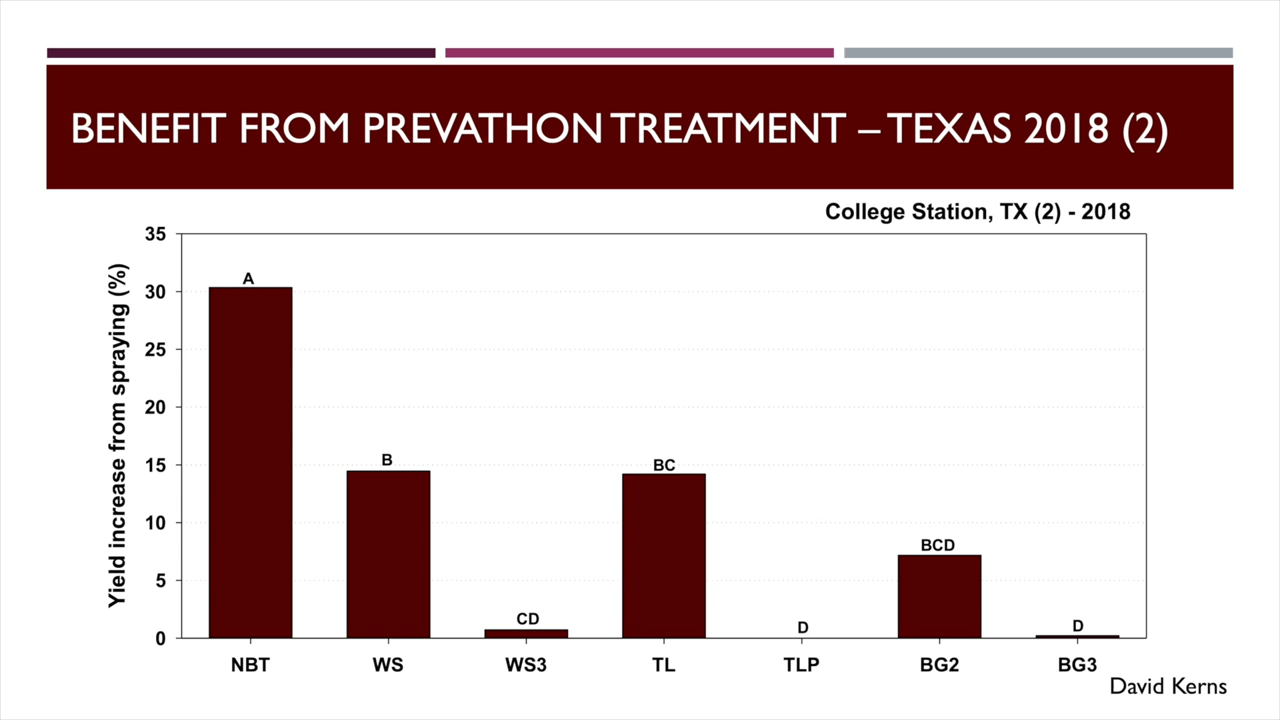 BENEFIT FROM PREVATHON TREATMENT – TEXAS 2018 (2)
College Station, TX (2) - 2018
Yield increase from spraying (%)
35
30
25
20
15
10
5
0
A
B
CD
BC
D
BCD
D
NBT WS WS3 TL TLP BG2 BG3
David Kerns